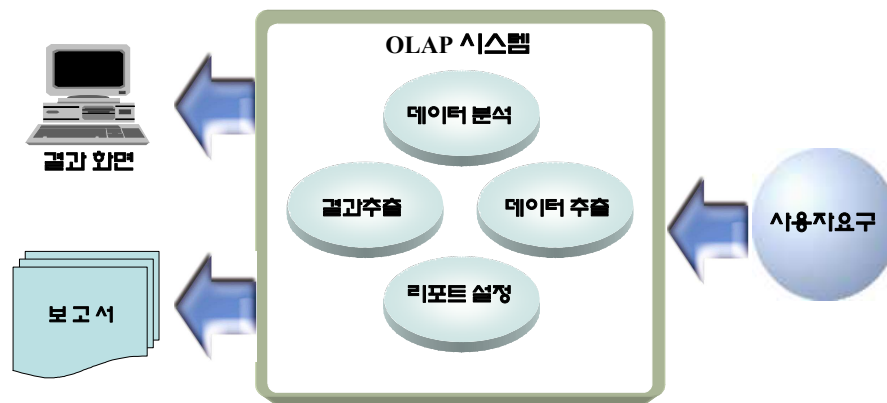 OLAP 시스템
데이터 분석
결과 화면
결과추출
데이터 추출
사용자요구
리포트 설정
보고서